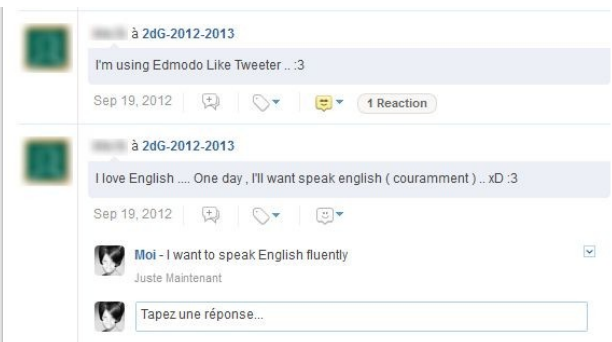 à 2dG-2012-2013
I'm using Edmodo Like Tweeter .. :3
Sep 19, 2012 1 Reaction
à 2dG-2012-2013
I love English .... One day , I'll want speak english ( couramment ) .. xD :3
Sep 19, 2012
Moi - I want to speak English fluently
Juste Maintenant
Tapez une réponse...